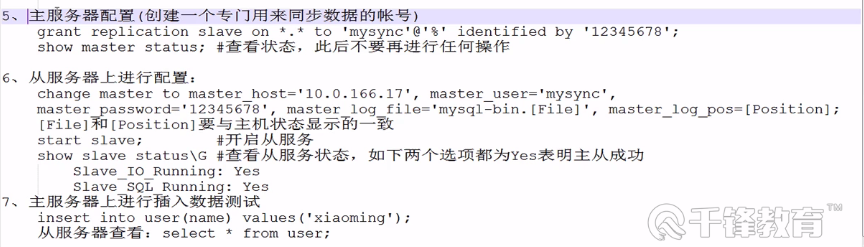 5、主服务器配置(创建一个专门用来同步数据的帐号)
grant replication slave on *.* to 'mysync'@'%' identified by '12345678';
show master status; #查看状态，此后不要再进行任何操作
6、从服务器上进行配置：
change master to master_host='10.0.166.17', master_user='mysync',
master_password='12345678', master_log_file='mysql-bin.[File]', master_log_pos=[Position];
[File]和[Position]要与主机状态显示的一致
start slave; #开启从服务
show slave status\G #查看从服务状态，如下两个选项都为Yes表明主从成功
Slave_IO_Running: Yes
Slave_SQL_Running: Yes
7、主服务器上进行插入数据测试
insert into user(name) values('xiaoming');
从服务器查看：select * from user;
千锋教育™